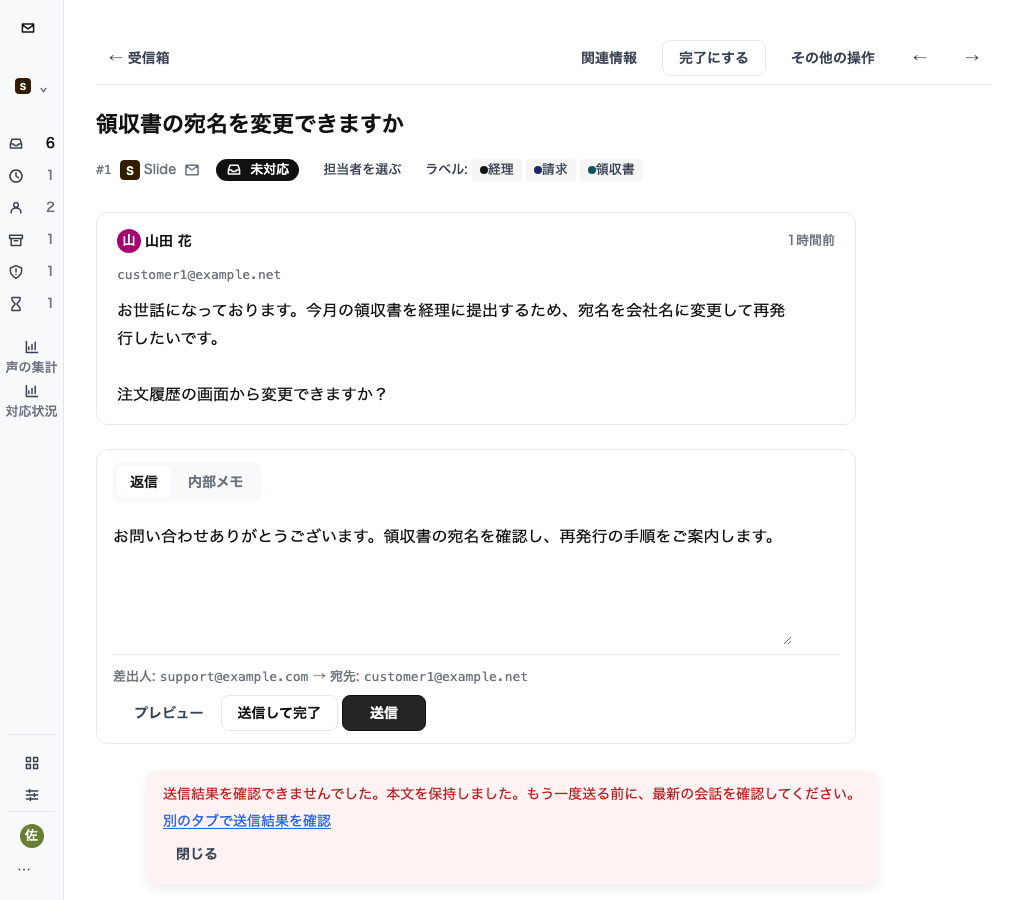 ← 受信箱
関連情報
完了にする
その他の操作
←
→
S
領収書の宛名を変更できますか
#1 S Slide 未対応 担当者を選ぶ ラベル: 経理 請求 領収書
6
1
2
1
1
1
声の集計
対応状況
山 山田 花
1時間前
customer1@example.net
お世話になっております。今月の領収書を経理に提出するため、宛名を会社名に変更して再発
行したいです。
注文履歴の画面から変更できますか？
返信 内部メモ
お問い合わせありがとうございます。領収書の宛名を確認し、再発行の手順をご案内します。
差出人: support@example.com → 宛先: customer1@example.net
プレビュー 送信して完了 送信
送信結果を確認できませんでした。本文を保持しました。もう一度送る前に、最新の会話を確認してください。
別のタブで送信結果を確認
閉じる
佐
…